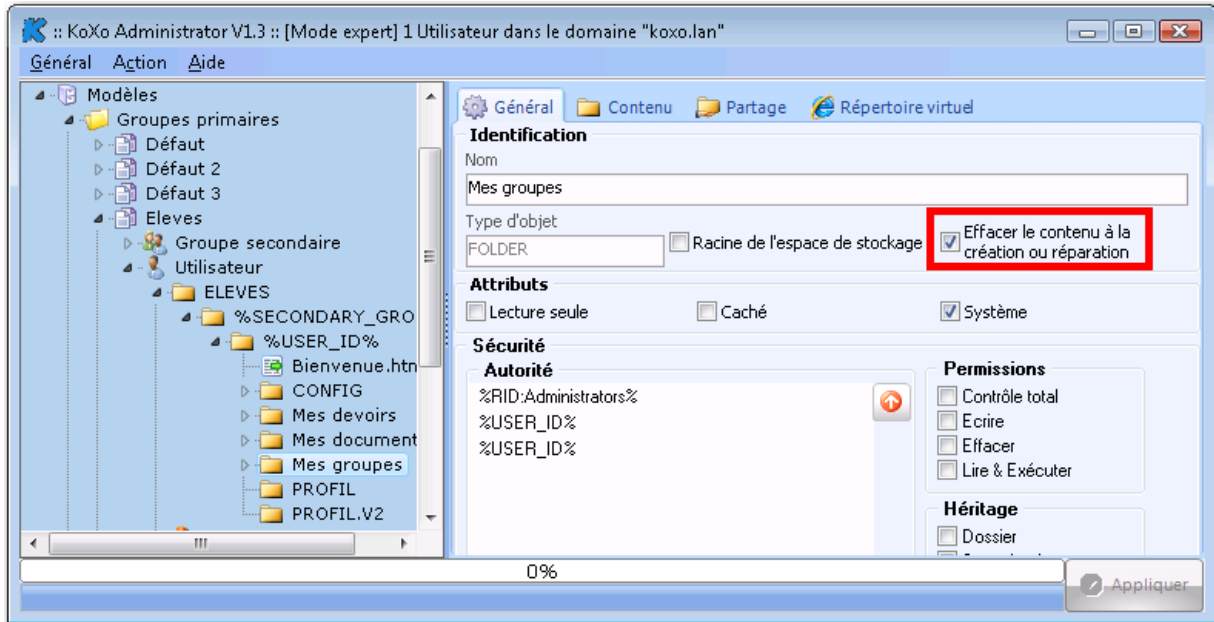 :: KoXo Administrator V1.3 :: [Mode expert] 1 Utilisateur dans le domaine "koxo.lan"
Général Action Aide
Modèles
Groupes primaires
Défaut
Défaut 2
Défaut 3
Eleves
Groupe secondaire
Utilisateur
ELEVES
%SECONDARY_GRO
%USER_ID%
Bienvenue.htn
CONFIG
Mes devoirs
Mes document
Mes groupes
PROFIL
PROFIL.V2
Général Contenu Partage Répertoire virtuel
Identification
Nom
Mes groupes
Type d'objet
FOLDER
Racine de l'espace de stockage
Effacer le contenu à la
création ou réparation
Attributs
Lecture seule Caché Système
Sécurité
Autorité
%RID:Administrators%
%USER_ID%
%USER_ID%
Permissions
Contrôle total
Ecrire
Effacer
Lire & Exécuter
Héritage
Dossier
0%
Appliquer